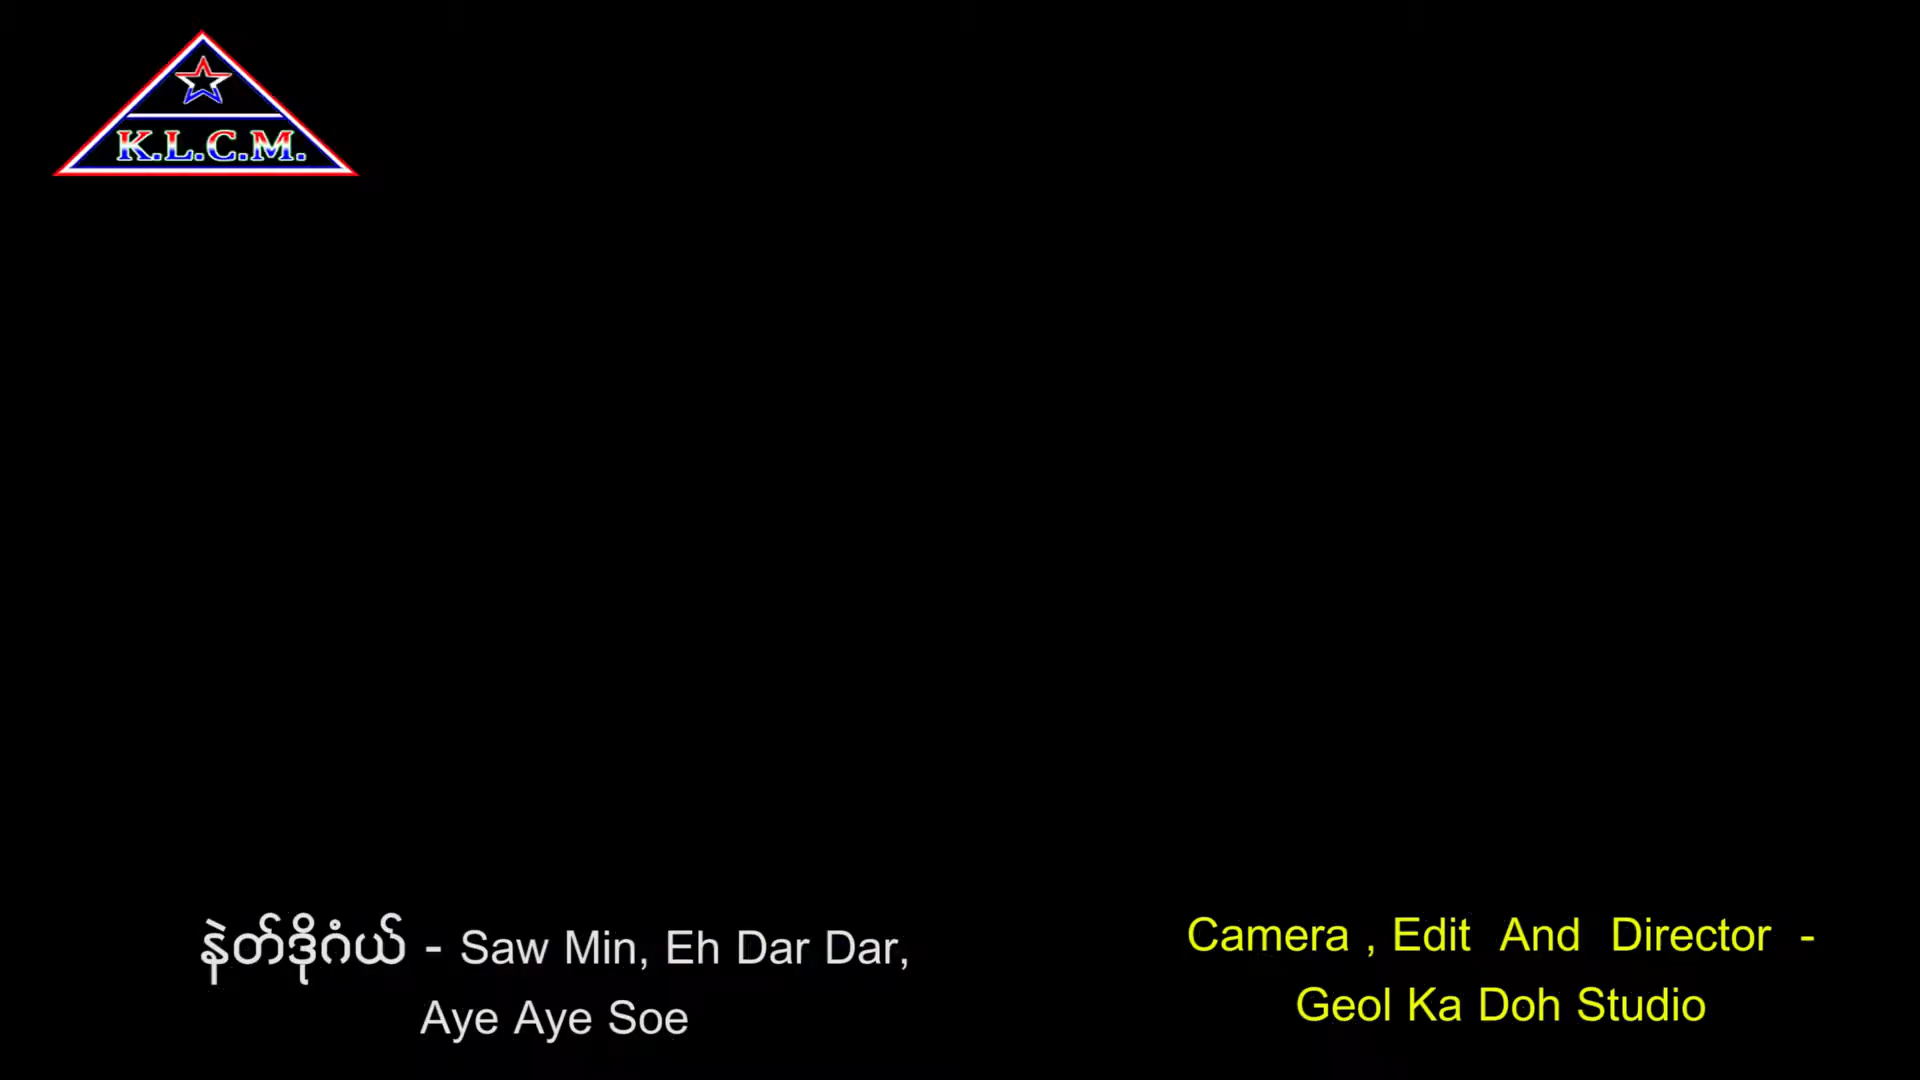 K.L.C.M.
နဲတ်ဒိုဂံယ် - Saw Min, Eh Dar Dar,
Aye Aye Soe
Camera , Edit And Director -
Geol Ka Doh Studio